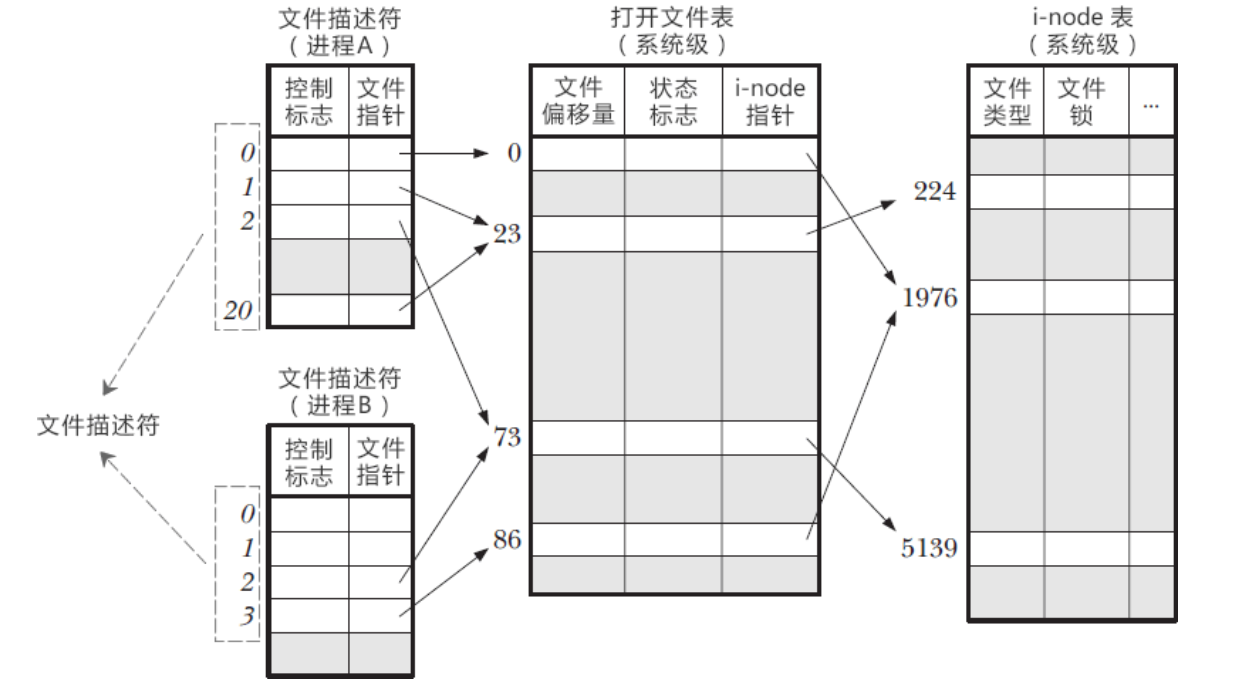 文件描述符
（进程A）
控制
标志
文件
指针
0
1
2
20
文件描述符
文件描述符
（进程B）
控制
标志
文件
指针
0
1
2
3
打开文件表
（系统级）
文件
偏移量
状态
标志
i-node
指针
0
23
73
86
i-node 表
（系统级）
文件
类型
文件
锁
...
224
1976
5139